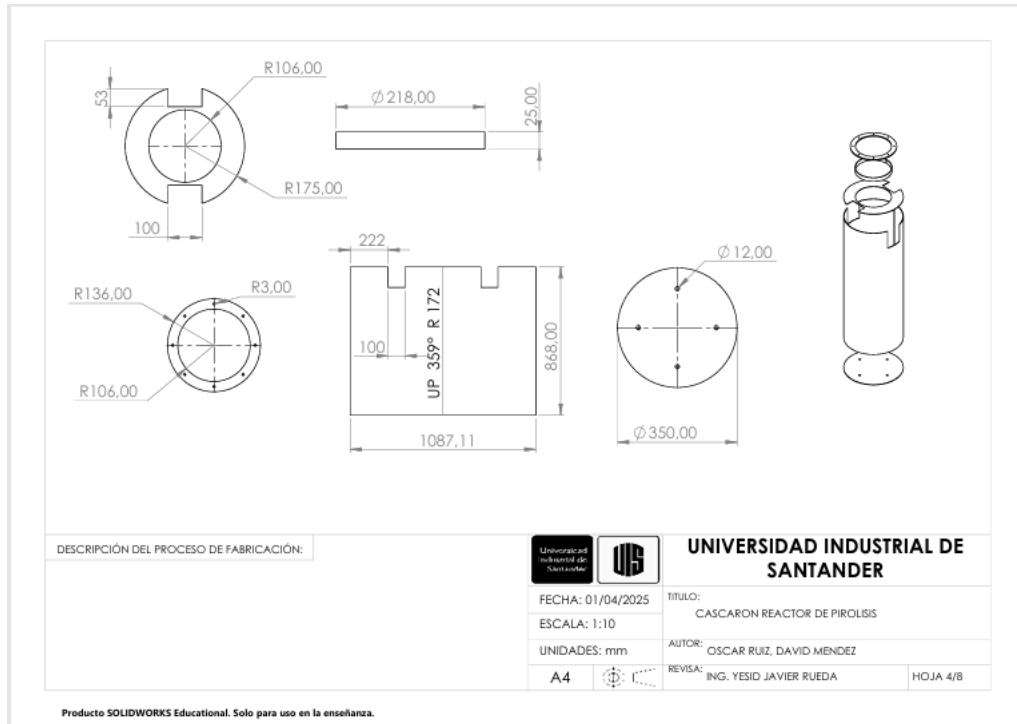 R106,00
53
Ø218,00
25,00
R175,00
100
222
Ø12,00
R136,00
R3,00
100
UP 359° R 172
868,00
R106,00
Ø350,00
1087,11
DESCRIPCIÓN DEL PROCESO DE FABRICACIÓN:
Universidad
Industrial de
Santander
UIS
UNIVERSIDAD INDUSTRIAL DE
SANTANDER
FECHA: 01/04/2025
TITULO:
CASCARON REACTOR DE PIROLISIS
ESCALA: 1:10
UNIDADES: mm
AUTOR: OSCAR RUIZ, DAVID MENDEZ
A4
REVISA: ING. YESID JAVIER RUEDA
HOJA 4/8
Producto SOLIDWORKS Educational. Solo para uso en la enseñanza.